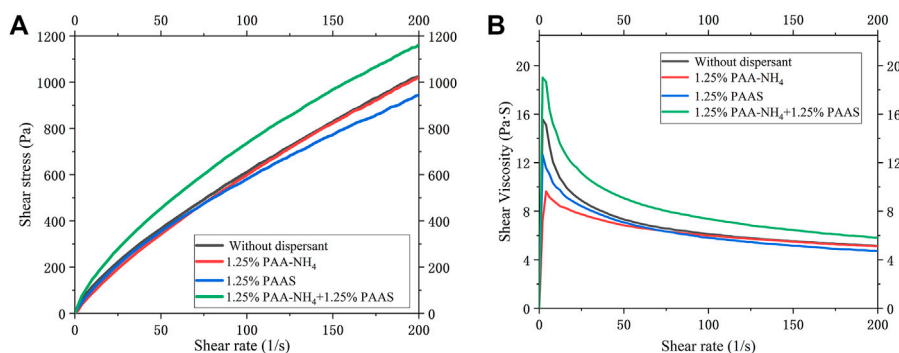 A
0 50 100 150 200
1200 1200
1000 1000
800 800
600 600
400 400
200 200
0 0
Shear stress (Pa)
Without dispersant
1.25% PAA-NH₄
1.25% PAAS
1.25% PAA-NH₄+1.25% PAAS
0 50 100 150 200
Shear rate (1/s)
B
0 50 100 150 200
20 20
16 16
12 12
8 8
4 4
0 0
Shear Viscosity (Pa·S)
Without dispersant
1.25% PAA-NH₄
1.25% PAAS
1.25% PAA-NH₄+1.25% PAAS
0 50 100 150 200
Shear rate (1/s)